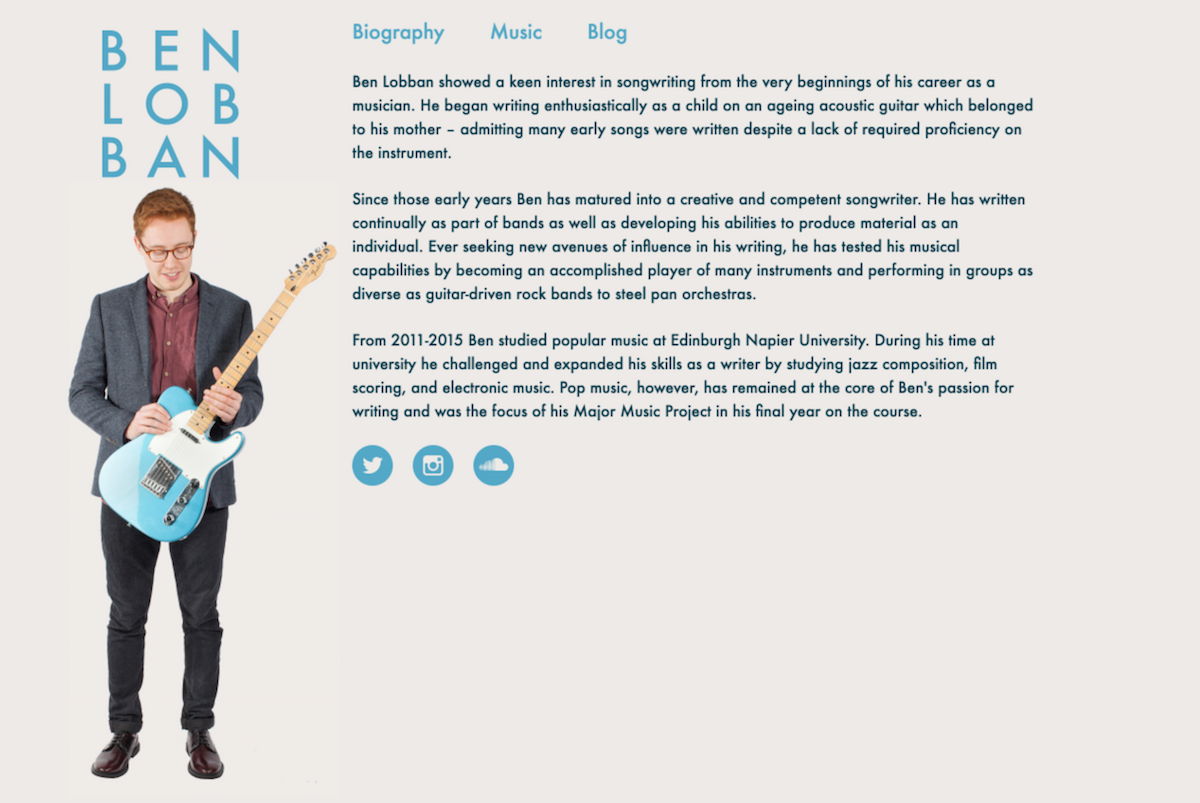 BEN
LOB
BAN
Biography Music Blog
Ben Lobban showed a keen interest in songwriting from the very beginnings of his career as a
musician. He began writing enthusiastically as a child on an ageing acoustic guitar which belonged
to his mother – admitting many early songs were written despite a lack of required proficiency on
the instrument.
Since those early years Ben has matured into a creative and competent songwriter. He has written
continually as part of bands as well as developing his abilities to produce material as an
individual. Ever seeking new avenues of influence in his writing, he has tested his musical
capabilities by becoming an accomplished player of many instruments and performing in groups as
diverse as guitar-driven rock bands to steel pan orchestras.
From 2011-2015 Ben studied popular music at Edinburgh Napier University. During his time at
university he challenged and expanded his skills as a writer by studying jazz composition, film
scoring, and electronic music. Pop music, however, has remained at the core of Ben's passion for
writing and was the focus of his Major Music Project in his final year on the course.